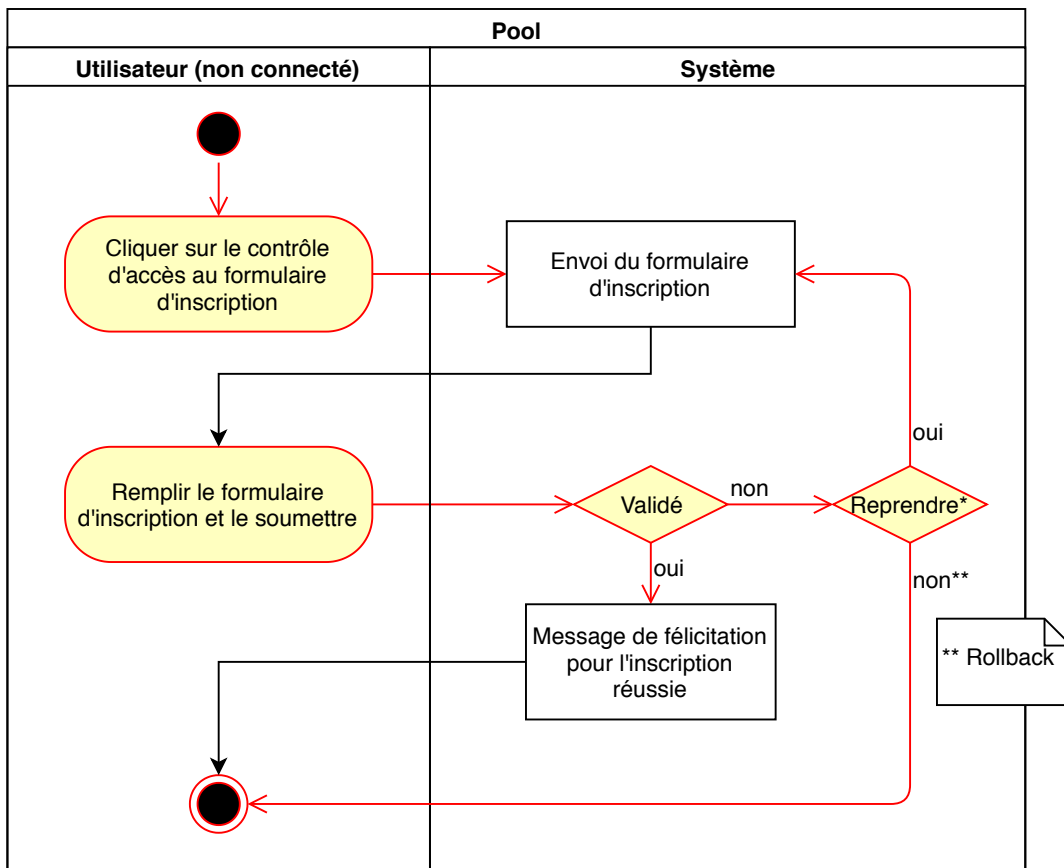 Pool
Utilisateur (non connecté)
Système
Cliquer sur le contrôle
d'accès au formulaire
d'inscription
Envoi du formulaire
d'inscription
oui
Remplir le formulaire
d'inscription et le soumettre
Validé
non
Reprendre*
oui
non**
Message de félicitation
pour l'inscription
réussie
** Rollback